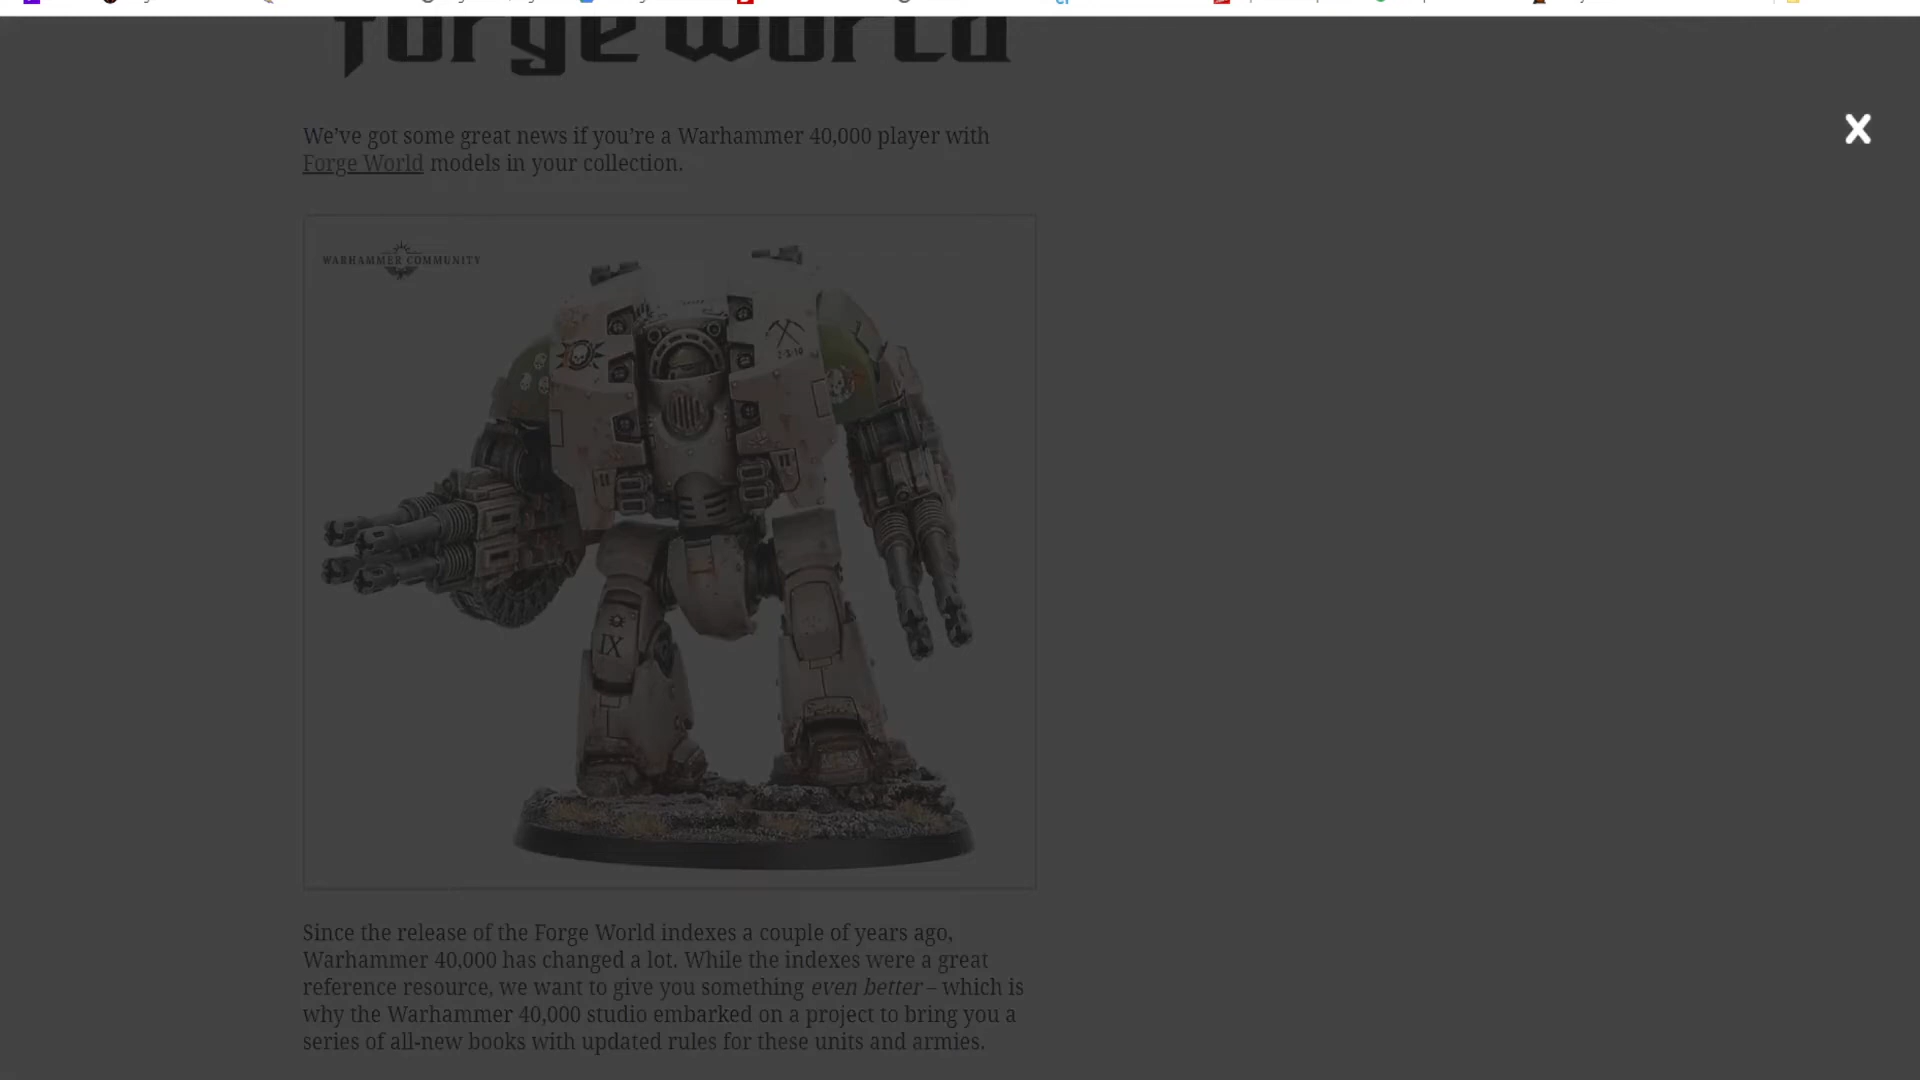 forge world
We’ve got some great news if you’re a Warhammer 40,000 player with
Forge World models in your collection.
WARHAMMER COMMUNITY
2·3·10
IX
Since the release of the Forge World indexes a couple of years ago,
Warhammer 40,000 has changed a lot. While the indexes were a great
reference resource, we want to give you something even better – which is
why the Warhammer 40,000 studio embarked on a project to bring you a
series of all-new books with updated rules for these units and armies.